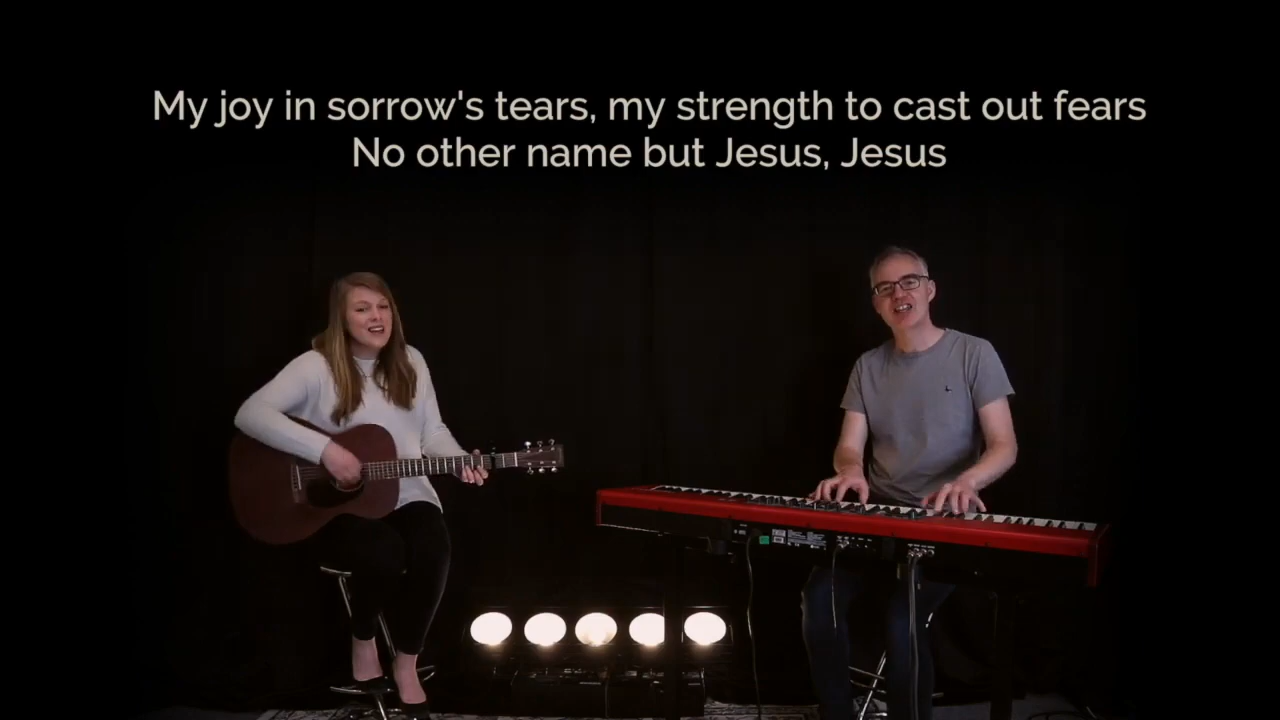 My joy in sorrow's tears, my strength to cast out fears
No other name but Jesus, Jesus